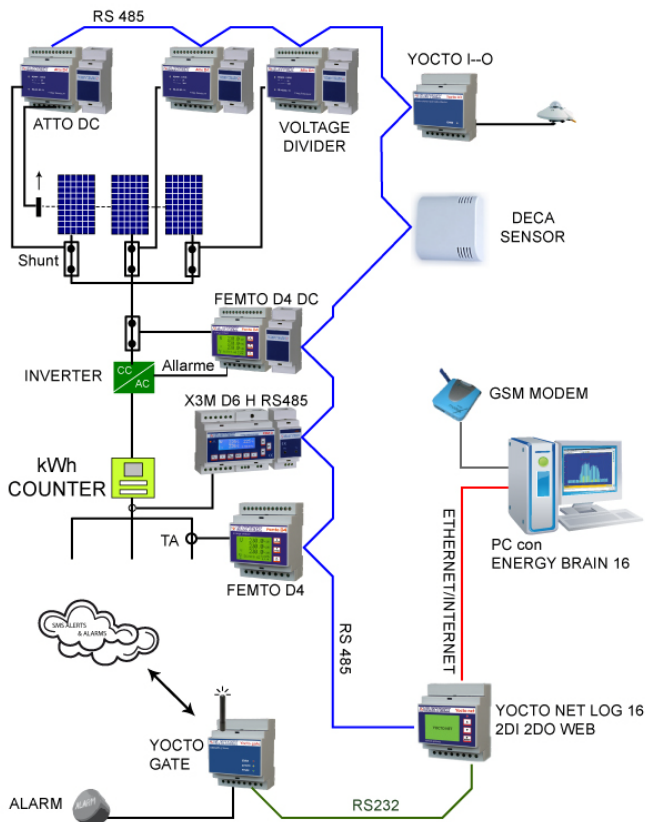 RS 485
YOCTO I--O
ATTO DC
VOLTAGE
DIVIDER
DECA
SENSOR
Shunt
FEMTO D4 DC
INVERTER
CC
AC
Allarme
X3M D6 H RS485
GSM MODEM
kWh
COUNTER
TA
FEMTO D4
ETHERNET/INTERNET
PC con
ENERGY BRAIN 16
SMS ALERTS
& ALARMS
RS 485
YOCTO NET LOG 16
2DI 2DO WEB
YOCTO
GATE
ALARM
ALARM
RS232